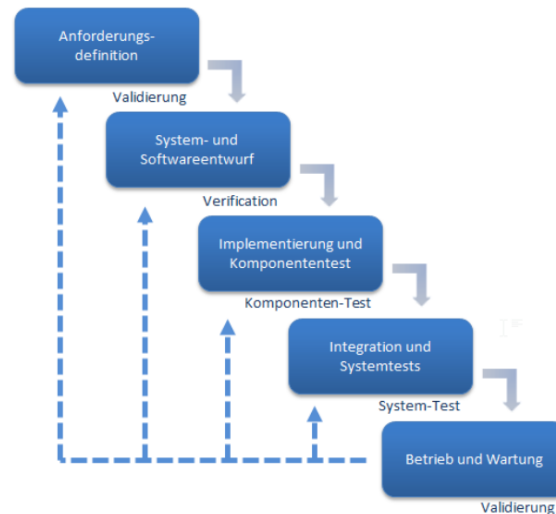 Anforderungs-
definition
Validierung
System- und
Softwareentwurf
Verification
Implementierung und
Komponententest
Komponenten-Test
Integration und
Systemtests
System-Test
Betrieb und Wartung
Validierung